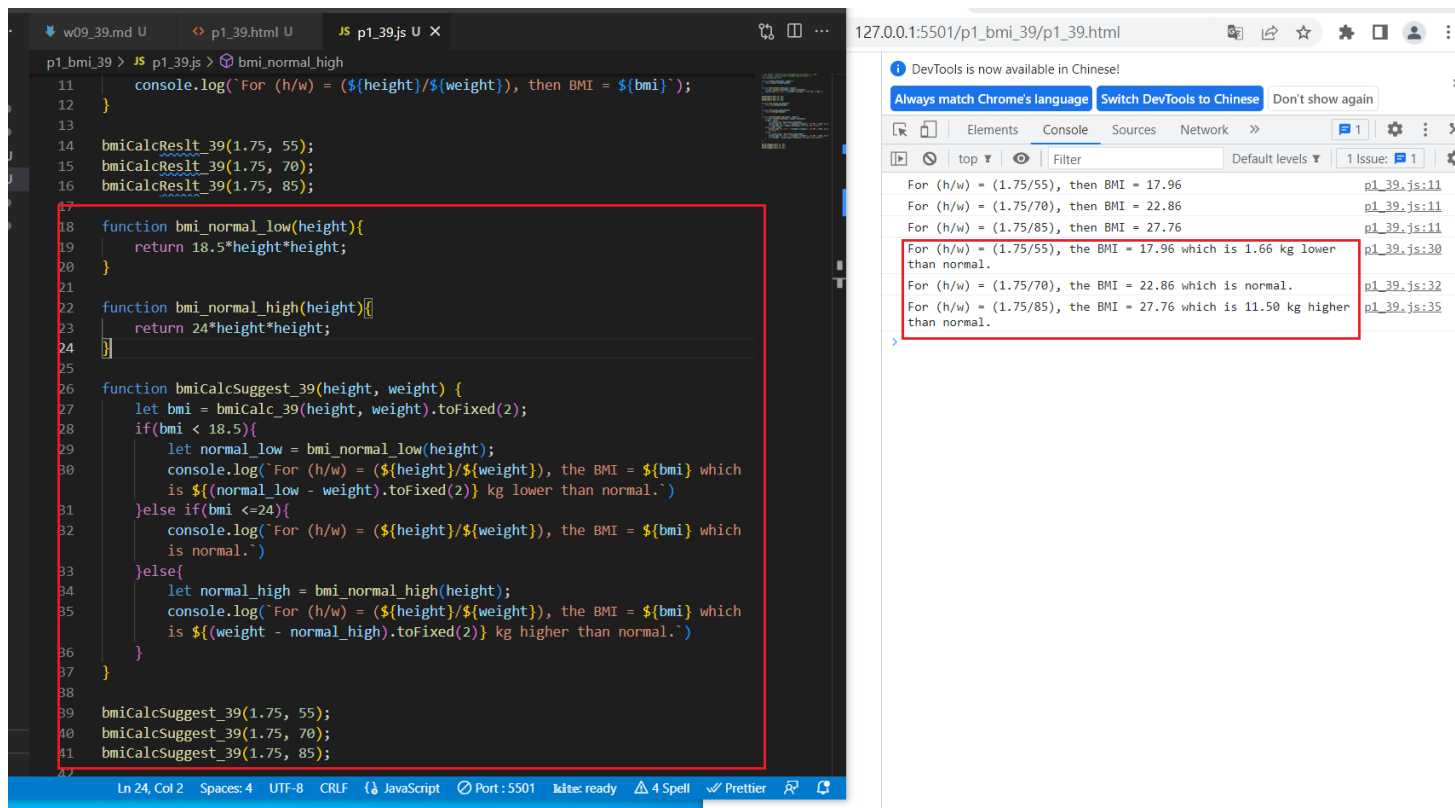 w09_39.md U
p1_39.html U
JS p1_39.js U
p1_bmi_39 > JS p1_39.js > bmi_normal_high
11 console.log(`For (h/w) = (${height}/${weight}), then BMI = ${bmi}`);
12 }
13
14 bmiCalcReslt_39(1.75, 55);
15 bmiCalcReslt_39(1.75, 70);
16 bmiCalcReslt_39(1.75, 85);
17
18 function bmi_normal_low(height){
19 return 18.5*height*height;
20 }
21
22 function bmi_normal_high(height){
23 return 24*height*height;
24 }
25
26 function bmiCalcSuggest_39(height, weight) {
27 let bmi = bmiCalc_39(height, weight).toFixed(2);
28 if(bmi < 18.5){
29 let normal_low = bmi_normal_low(height);
30 console.log(`For (h/w) = (${height}/${weight}), the BMI = ${bmi} which
is ${(normal_low - weight).toFixed(2)} kg lower than normal.`)
31 }else if(bmi <=24){
32 console.log(`For (h/w) = (${height}/${weight}), the BMI = ${bmi} which
is normal.`)
33 }else{
34 let normal_high = bmi_normal_high(height);
35 console.log(`For (h/w) = (${height}/${weight}), the BMI = ${bmi} which
is ${(weight - normal_high).toFixed(2)} kg higher than normal.`)
36 }
37 }
38
39 bmiCalcSuggest_39(1.75, 55);
40 bmiCalcSuggest_39(1.75, 70);
41 bmiCalcSuggest_39(1.75, 85);
42
Ln 24, Col 2 Spaces: 4 UTF-8 CRLF JavaScript Port : 5501 kite: ready 4 Spell Prettier
127.0.0.1:5501/p1_bmi_39/p1_39.html
DevTools is now available in Chinese!
Always match Chrome's language Switch DevTools to Chinese Don't show again
Elements Console Sources Network » 1
top ▼ Filter Default levels ▼ 1 Issue: 1
For (h/w) = (1.75/55), then BMI = 17.96 p1_39.js:11
For (h/w) = (1.75/70), then BMI = 22.86 p1_39.js:11
For (h/w) = (1.75/85), then BMI = 27.76 p1_39.js:11
For (h/w) = (1.75/55), the BMI = 17.96 which is 1.66 kg lower p1_39.js:30
than normal.
For (h/w) = (1.75/70), the BMI = 22.86 which is normal. p1_39.js:32
For (h/w) = (1.75/85), the BMI = 27.76 which is 11.50 kg higher p1_39.js:35
than normal.